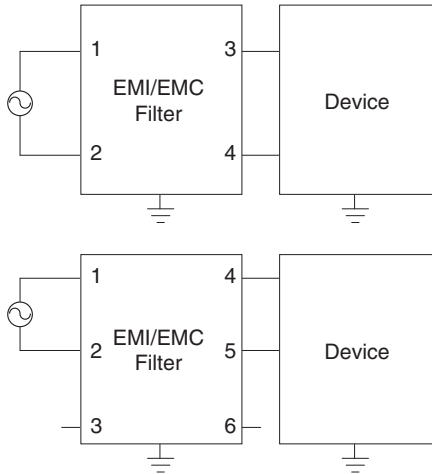 1 3
EMI/EMC
Filter
Device
2 4
1 4
EMI/EMC
Filter
Device
2 5
3 6